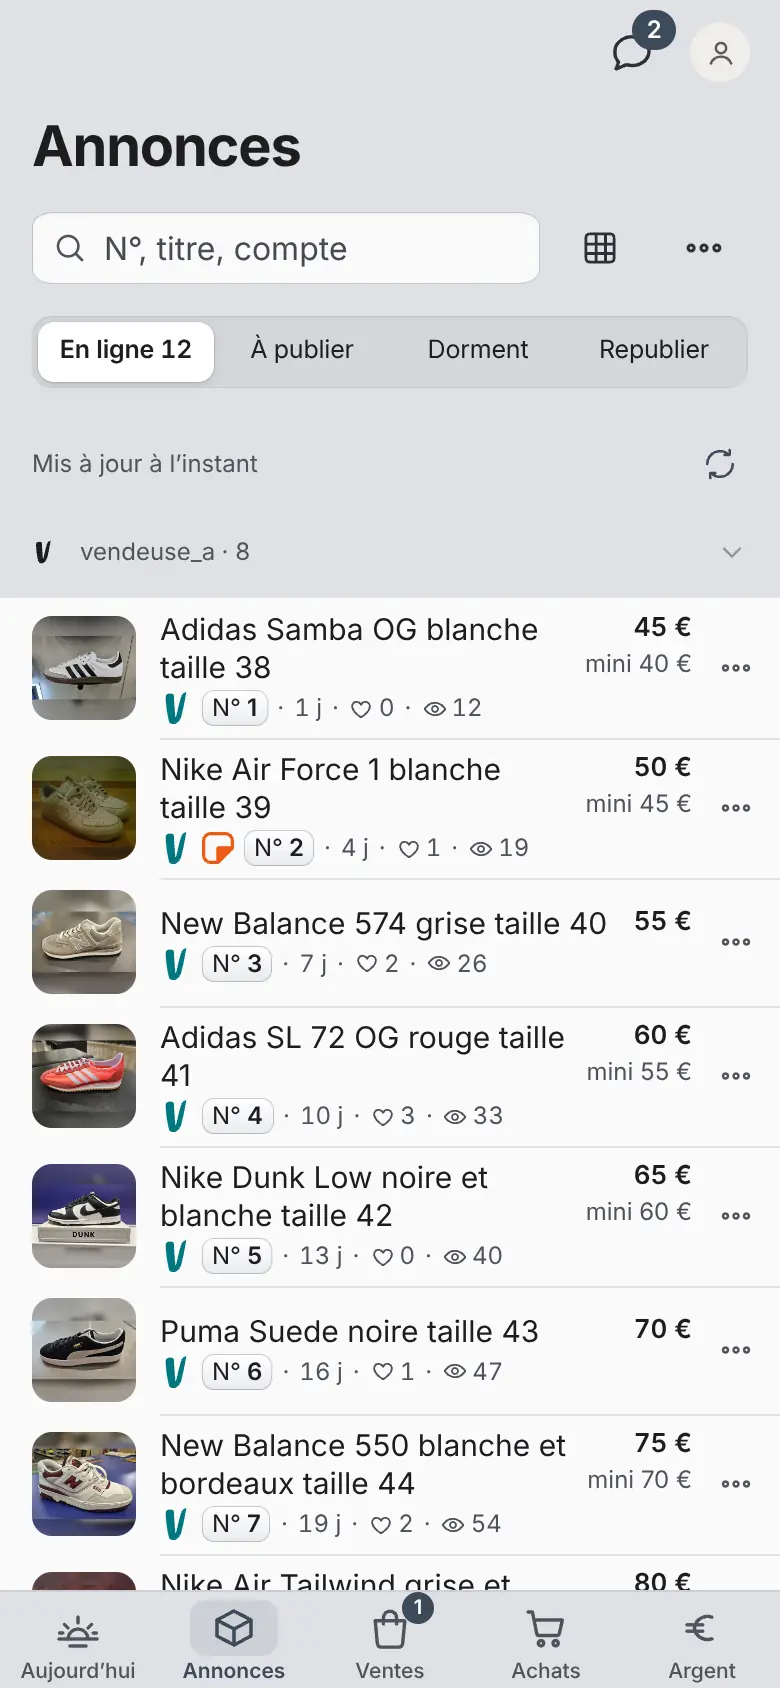 2
Annonces
N°, titre, compte
En ligne 12
À publier
Dorment
Republier
Mis à jour à l’instant
vendeuse_a · 8
Adidas Samba OG blanche
taille 38
45 €
mini 40 €
N° 1 · 1 j · 0 · 12
Nike Air Force 1 blanche
taille 39
50 €
mini 45 €
N° 2 · 4 j · 1 · 19
New Balance 574 grise taille 40
55 €
N° 3 · 7 j · 2 · 26
Adidas SL 72 OG rouge taille
41
60 €
mini 55 €
N° 4 · 10 j · 3 · 33
DUNK
Nike Dunk Low noire et
blanche taille 42
65 €
mini 60 €
N° 5 · 13 j · 0 · 40
Puma Suede noire taille 43
70 €
N° 6 · 16 j · 1 · 47
New Balance 550 blanche et
bordeaux taille 44
75 €
mini 70 €
N° 7 · 19 j · 2 · 54
Nike Air Tailwind grise et
80 €
1
Aujourd’hui
Annonces
Ventes
Achats
Argent